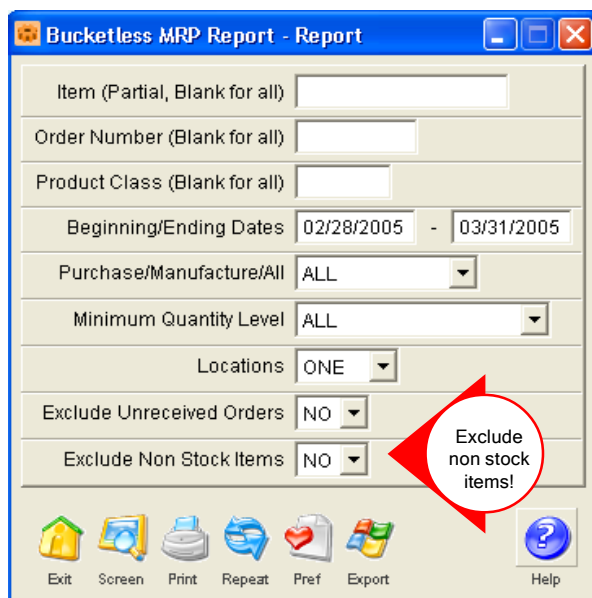 Bucketless MRP Report - Report
Item (Partial, Blank for all)
Order Number (Blank for all)
Product Class (Blank for all)
Beginning/Ending Dates 02/28/2005 - 03/31/2005
Purchase/Manufacture/All ALL
Minimum Quantity Level ALL
Locations ONE
Exclude Unreceived Orders NO
Exclude Non Stock Items NO
Exclude
non stock
items!
Exit Screen Print Repeat Pref Export Help